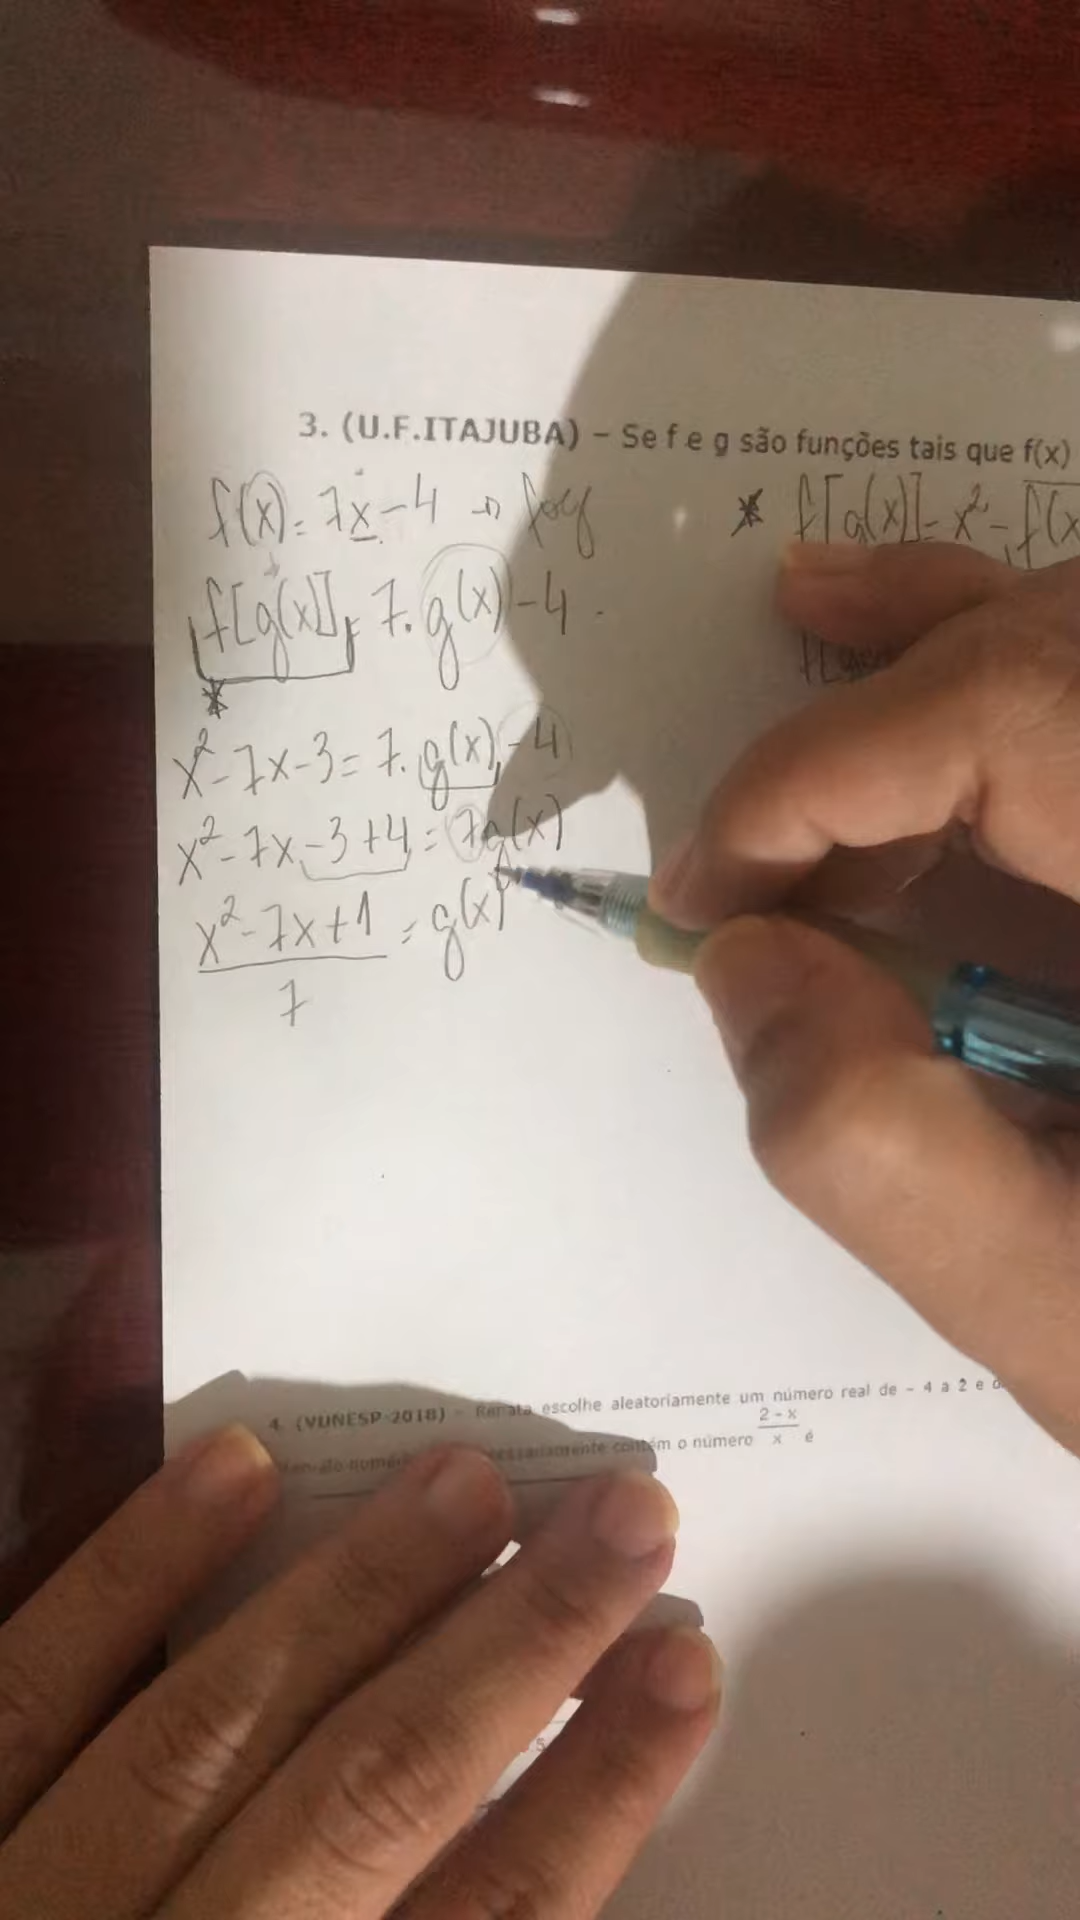 3. (U.F.ITAJUBA) – Se f e g são funções tais que f(x)
f(x) = 7x - 4 → fog
* f[g(x)] = x² - f(x
f[g(x)] = 7. g(x) - 4
*
x² - 7x - 3 = 7. g(x) - 4
x² - 7x - 3 + 4 = 7g(x)
x² - 7x + 1 = g(x)
7
4. (VUNESP-2018) – Renata escolhe aleatoriamente um número real de – 4 a 2 e
contém o número 2 - x / x é